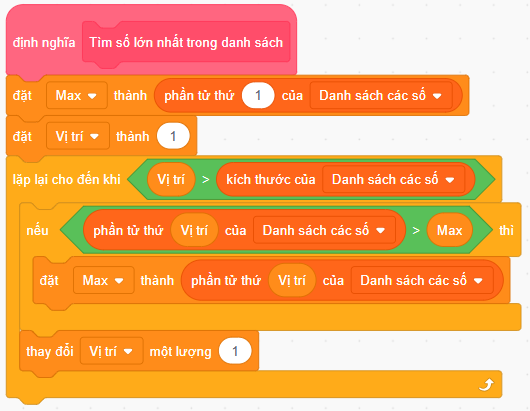 định nghĩa Tìm số lớn nhất trong danh sách
đặt Max thành phần tử thứ 1 của Danh sách các số
đặt Vị trí thành 1
lặp lại cho đến khi Vị trí > kích thước của Danh sách các số
nếu phần tử thứ Vị trí của Danh sách các số > Max thì
đặt Max thành phần tử thứ Vị trí của Danh sách các số
thay đổi Vị trí một lượng 1